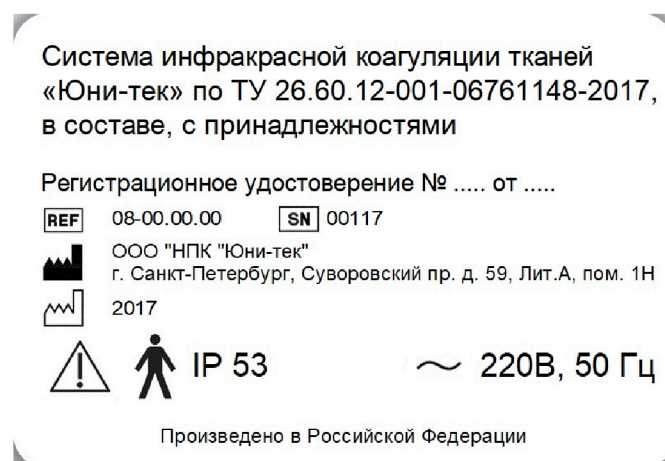 Система инфракрасной коагуляции тканей
«Юни-тек» по ТУ 26.60.12-001-06761148-2017,
в составе, с принадлежностями
Регистрационное удостоверение № ..... от .....
REF 08-00.00.00 SN 00117
ООО "НПК "Юни-тек"
г. Санкт-Петербург, Суворовский пр. д. 59, Лит.А, пом. 1Н
2017
IP 53 ~ 220В, 50 Гц
Произведено в Российской Федерации